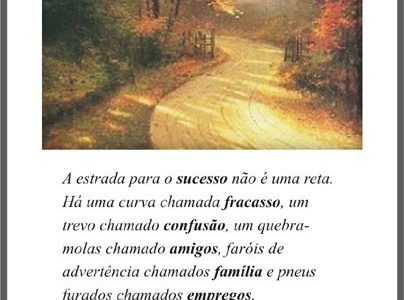 A estrada para o sucesso não é uma reta.
Há uma curva chamada fracasso, um
trevo chamado confusão, um quebra-
molas chamado amigos, faróis de
advertência chamados família e pneus
furados chamados empregos.